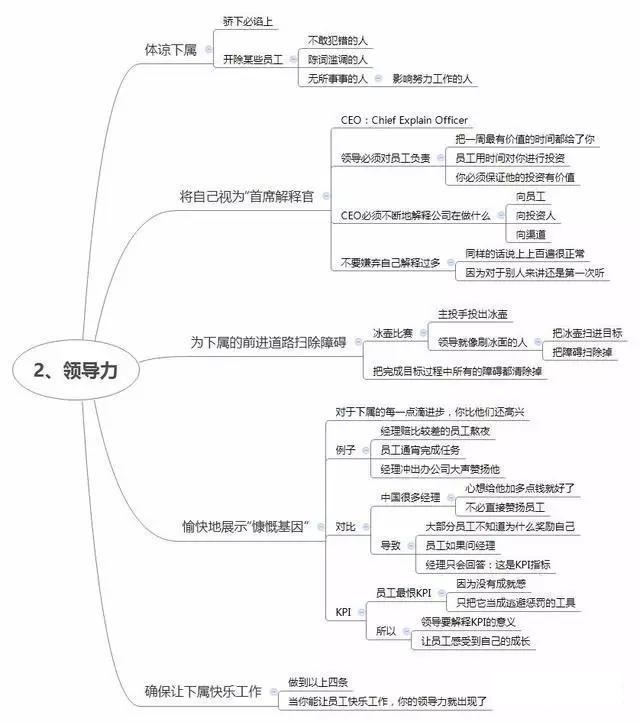 2、领导力
体谅下属
骄下必谄上
开除某些员工
不敢犯错的人
陈词滥调的人
无所事事的人
影响努力工作的人
将自己视为“首席解释官
CEO：Chief Explain Officer
领导必须对员工负责
把一周最有价值的时间都给了你
员工用时间对你进行投资
你必须保证他的投资有价值
CEO必须不断地解释公司在做什么
向员工
向投资人
向渠道
不要嫌弃自己解释过多
同样的话说上上百遍很正常
因为对于别人来讲还是第一次听
为下属的前进道路扫除障碍
冰壶比赛
主投手投出冰壶
领导就像刷冰面的人
把冰壶扫进目标
把障碍扫除掉
把完成目标过程中所有的障碍都清除掉
愉快地展示“慷慨基因”
对于下属的每一点滴进步，你比他们还高兴
例子
经理赔比较差的员工熬夜
员工通宵完成任务
经理冲出办公司大声赞扬他
对比
中国很多经理
心想给他加多点钱就好了
不必直接赞扬员工
导致
大部分员工不知道为什么奖励自己
员工如果问经理
经理只会回答：这是KPI指标
KPI
员工最恨KPI
因为没有成就感
只把它当成逃避惩罚的工具
所以
领导要解释KPI的意义
让员工感受到自己的成长
确保让下属快乐工作
做到以上四条
当你能让员工快乐工作，你的领导力就出现了